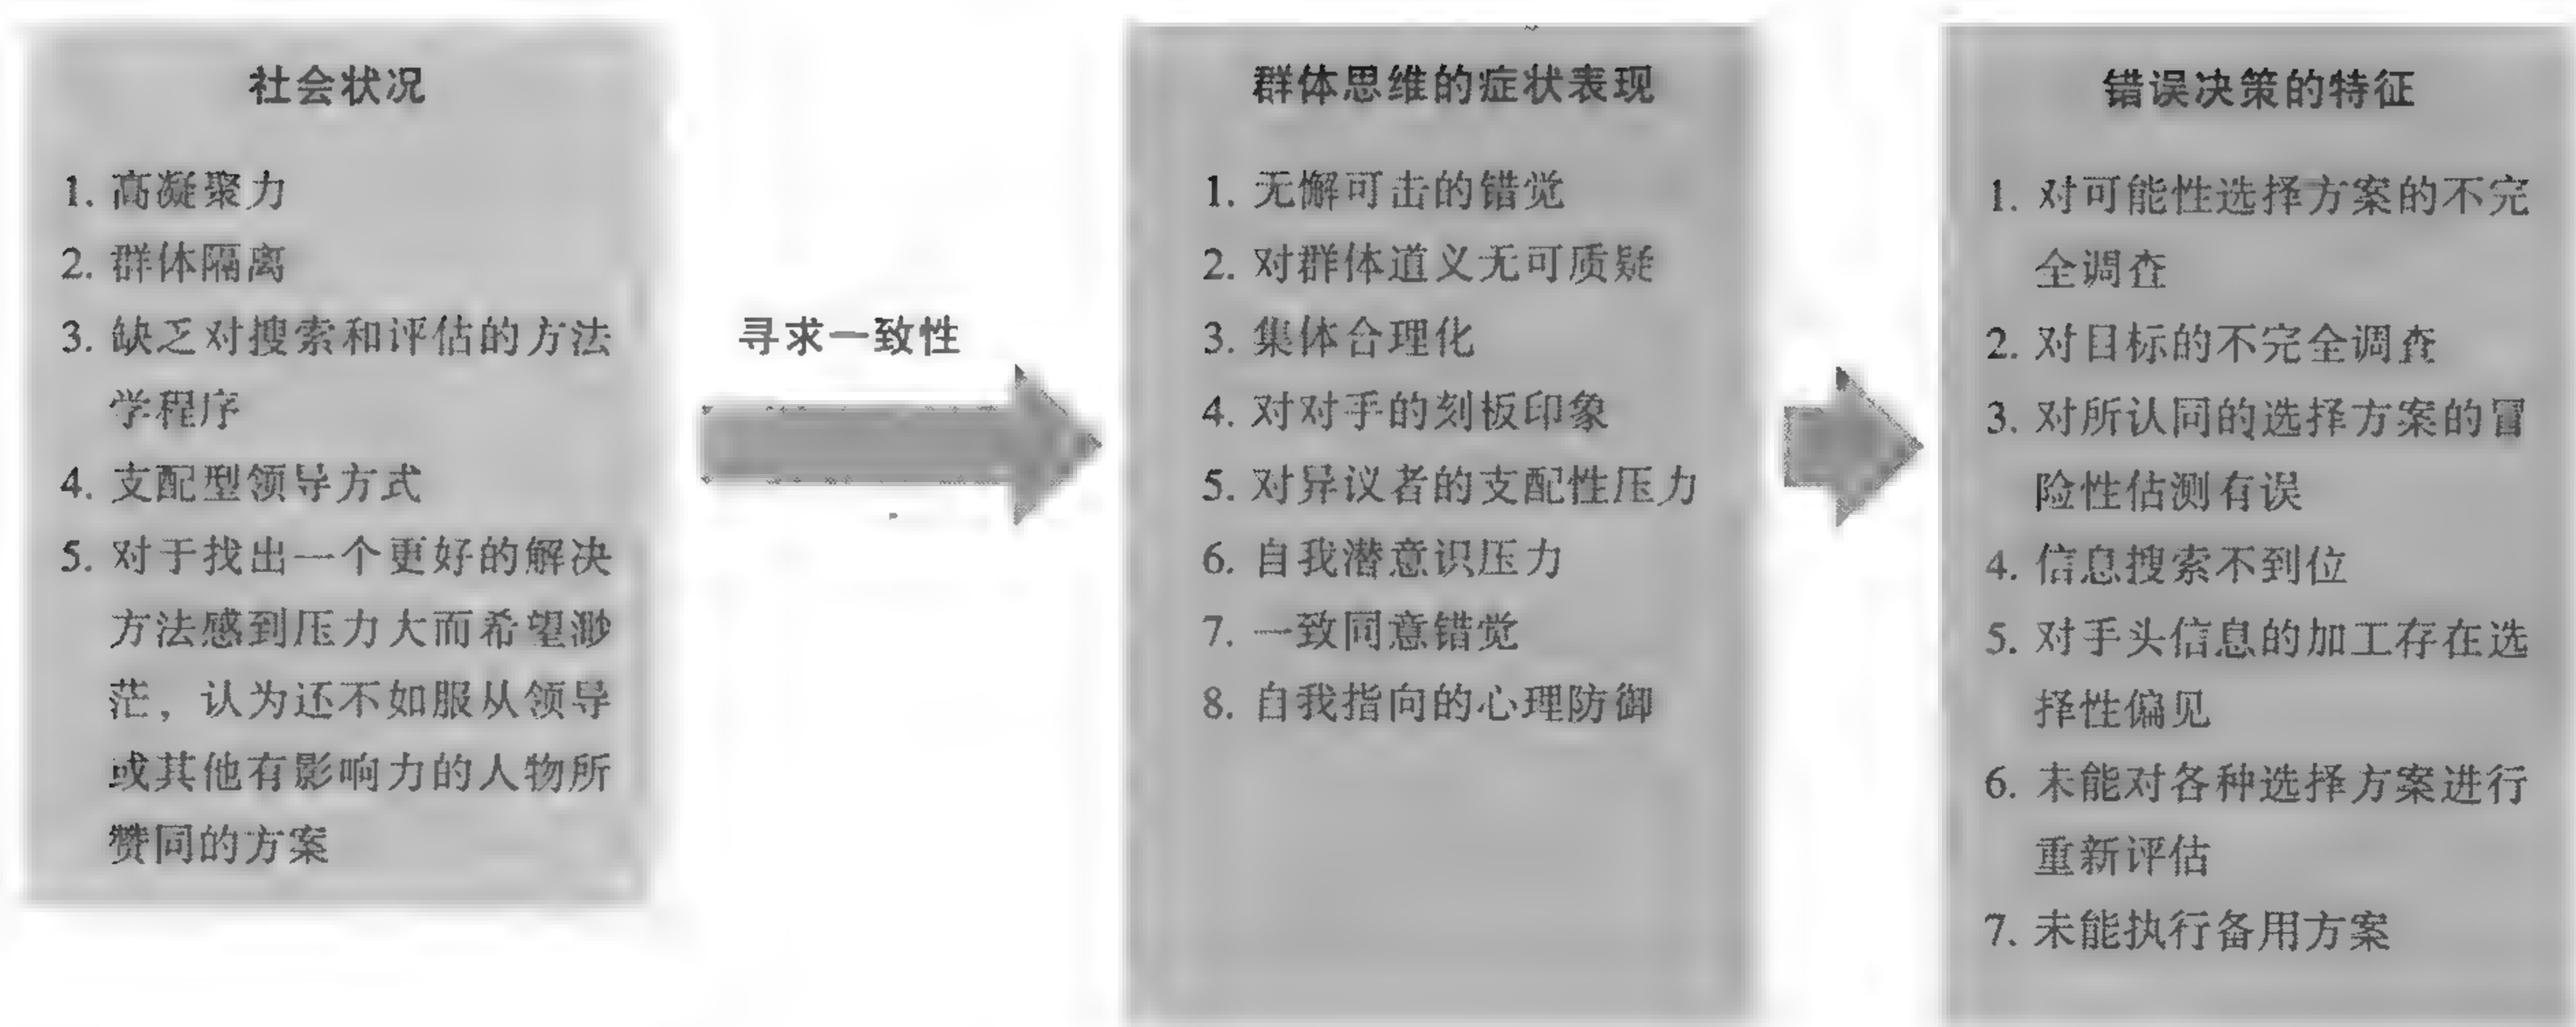 社会状况
1. 高凝聚力
2. 群体隔离
3. 缺乏对搜索和评估的方法
学程序
4. 支配型领导方式
5. 对于找出一个更好的解决
方法感到压力大而希望渺
茫，认为还不如服从领导
或其他有影响力的人物所
赞同的方案
寻求一致性
群体思维的症状表现
1. 无懈可击的错觉
2. 对群体道义无可质疑
3. 集体合理化
4. 对对手的刻板印象
5. 对异议者的支配性压力
6. 自我潜意识压力
7. 一致同意错觉
8. 自我指向的心理防御
错误决策的特征
1. 对可能性选择方案的不完
全调查
2. 对目标的不完全调查
3. 对所认同的选择方案的冒
险性估测有误
4. 信息搜索不到位
5. 对手头信息的加工存在选
择性偏见
6. 未能对各种选择方案进行
重新评估
7. 未能执行备用方案